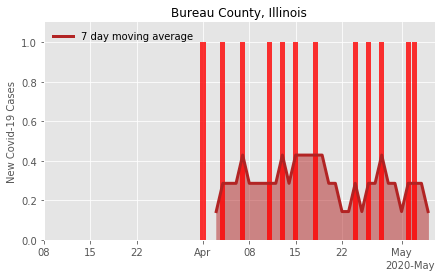 Bureau County, Illinois
7 day moving average
New Covid-19 Cases
1.0
0.8
0.6
0.4
0.2
0.0
08 15 22 Apr 08 15 22 May
2020-May